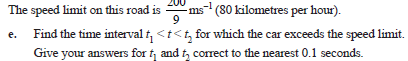 The speed limit on this road is 200/9 ms⁻¹ (80 kilometres per hour).
e. Find the time interval t₁ < t < t₂ for which the car exceeds the speed limit.
Give your answers for t₁ and t₂ correct to the nearest 0.1 seconds.